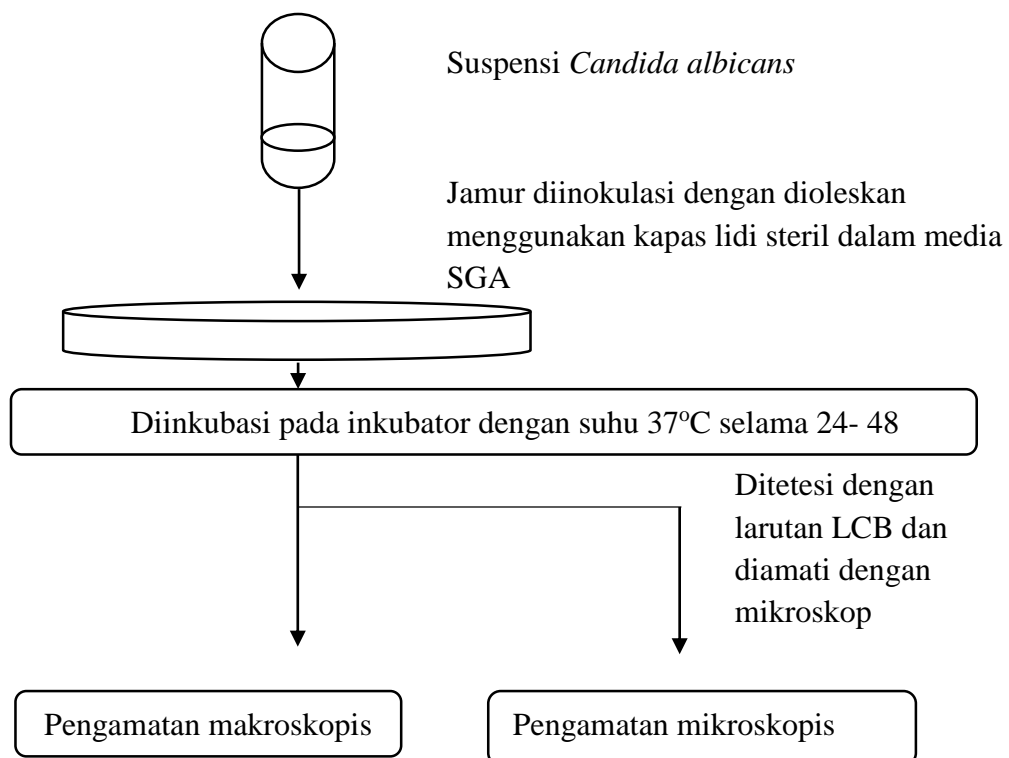 Suspensi Candida albicans
Jamur diinokulasi dengan dioleskan
menggunakan kapas lidi steril dalam media
SGA
Diinkubasi pada inkubator dengan suhu 37°C selama 24- 48
Ditetesi dengan
larutan LCB dan
diamati dengan
mikroskop
Pengamatan makroskopis
Pengamatan mikroskopis